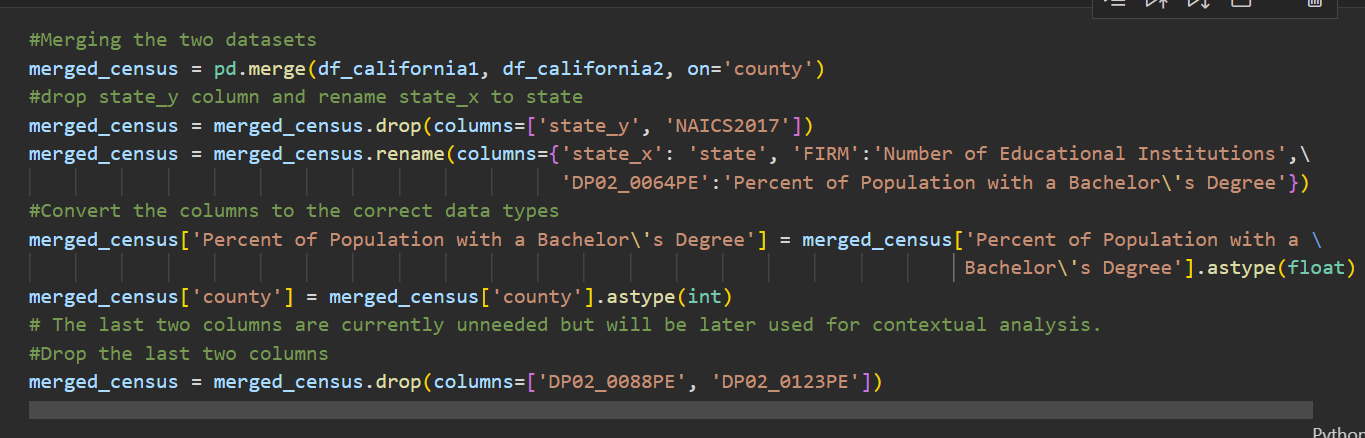 #Merging the two datasets
merged_census = pd.merge(df_california1, df_california2, on='county')
#drop state_y column and rename state_x to state
merged_census = merged_census.drop(columns=['state_y', 'NAICS2017'])
merged_census = merged_census.rename(columns={'state_x': 'state', 'FIRM':'Number of Educational Institutions',\
'DP02_0064PE':'Percent of Population with a Bachelor\'s Degree'})
#Convert the columns to the correct data types
merged_census['Percent of Population with a Bachelor\'s Degree'] = merged_census['Percent of Population with a \
Bachelor\'s Degree'].astype(float)
merged_census['county'] = merged_census['county'].astype(int)
# The last two columns are currently unneeded but will be later used for contextual analysis.
#Drop the last two columns
merged_census = merged_census.drop(columns=['DP02_0088PE', 'DP02_0123PE'])
Python